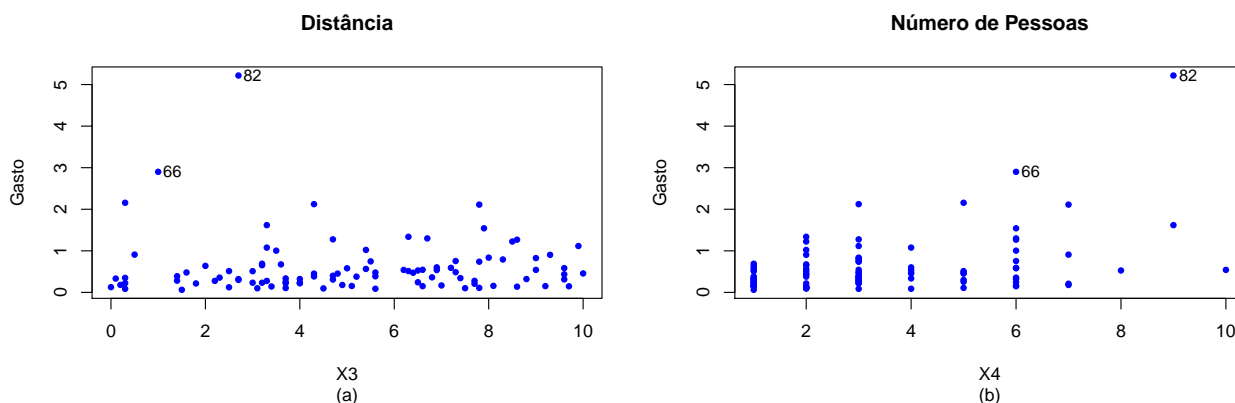 Distância
Gasto
0 1 2 3 4 5
82
66
0 2 4 6 8 10
X3
(a)
Número de Pessoas
Gasto
0 1 2 3 4 5
82
66
2 4 6 8 10
X4
(b)